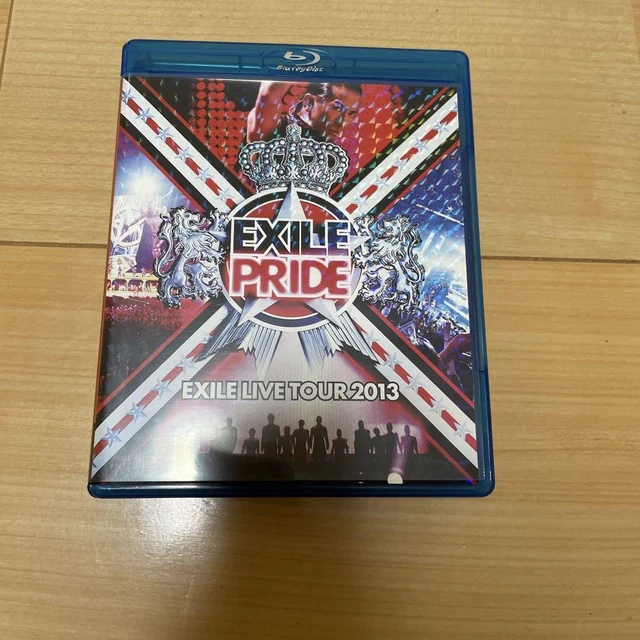 Blu-ray Disc
EXILE
PRIDE
EXILE LIVE TOUR 2013